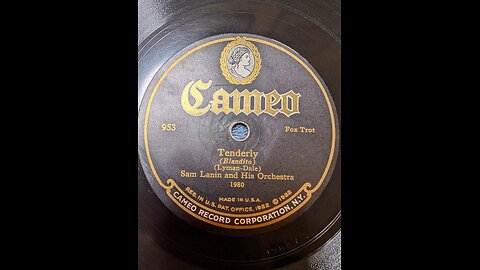 Cameo
953
Fox Trot
Tenderly
(Blandito)
(Lyman-Dale)
Sam Lanin and His Orchestra
1980
MADE IN U.S.A.
REG. IN U.S. PAT. OFFICE, 1922 © 1922
CAMEO RECORD CORPORATION, N.Y.